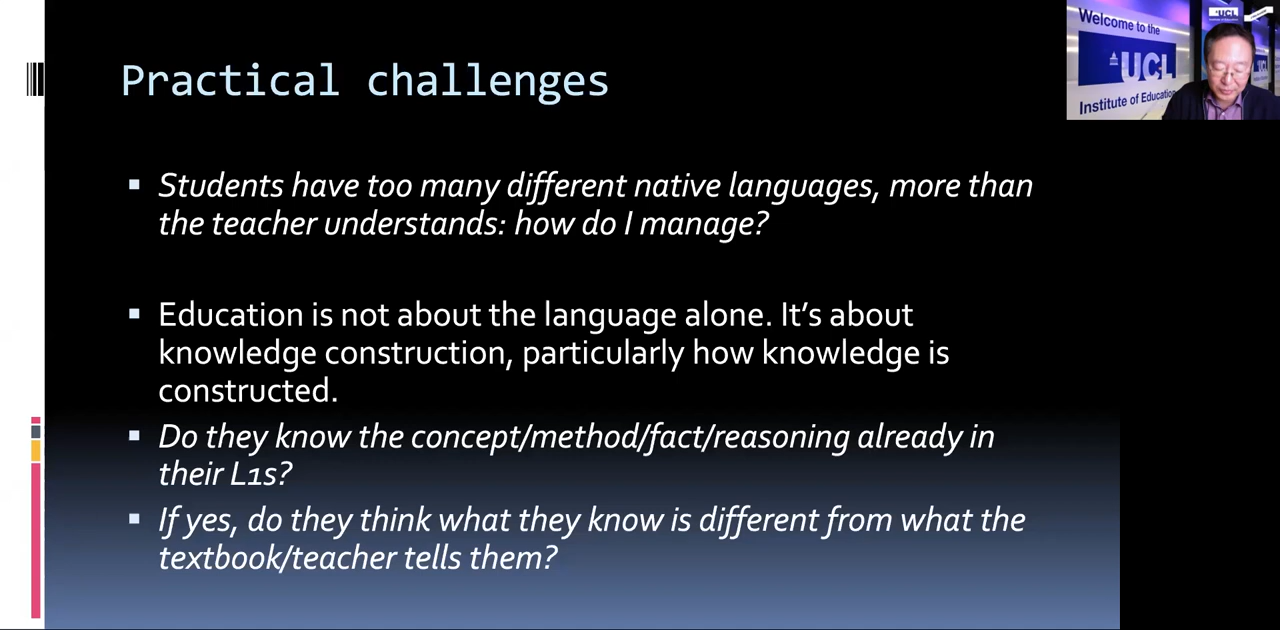 Practical challenges
Students have too many different native languages, more than
the teacher understands: how do I manage?
Education is not about the language alone. It’s about
knowledge construction, particularly how knowledge is
constructed.
Do they know the concept/method/fact/reasoning already in
their L1s?
If yes, do they think what they know is different from what the
textbook/teacher tells them?
Welcome to the
UCL
Institute of Education
UCL